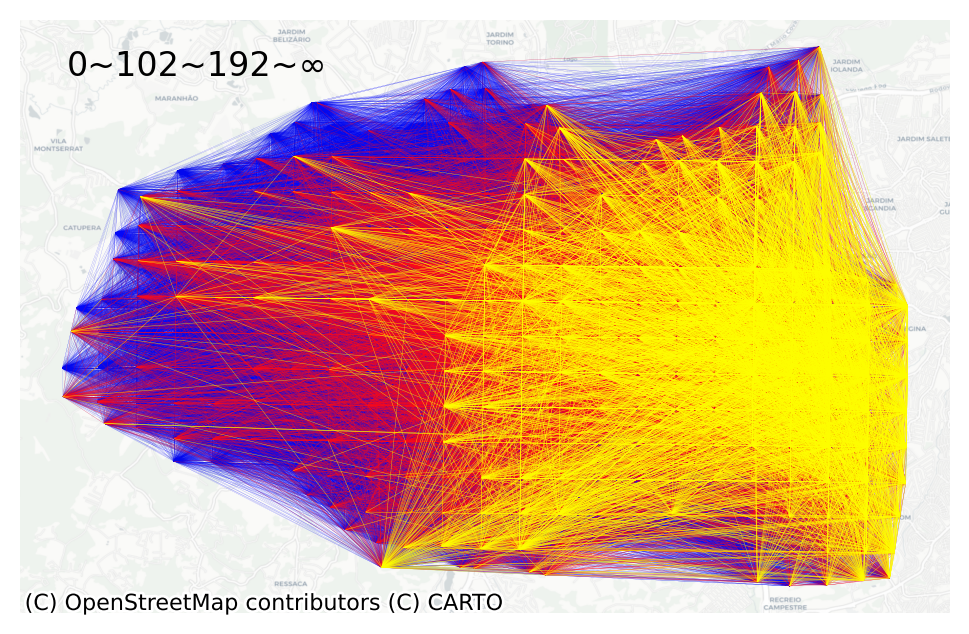 JARDIM
BELIZÁRIO
JARDIM
TORINO
0~102~192~∞
JARDIM
IOLANDA
MARANHÃO
VILA
MONTSERRAT
JARDIM
CATUPERA
RESSACA
RECREIO
CAMPESTRE
(C) OpenStreetMap contributors (C) CARTO